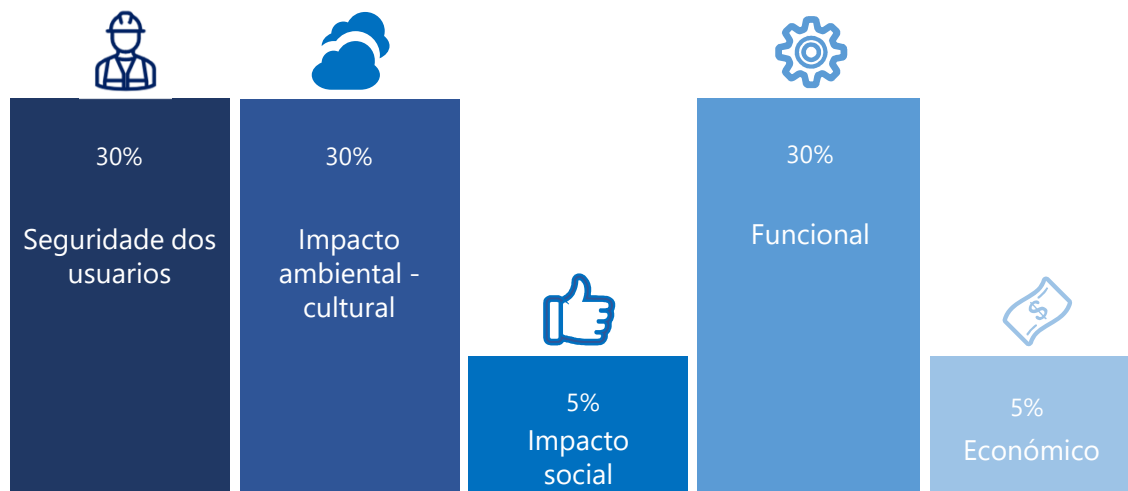 30%
Seguridade dos
usuarios
30%
Impacto
ambiental -
cultural
5%
Impacto
social
30%
Funcional
$
5%
Económico